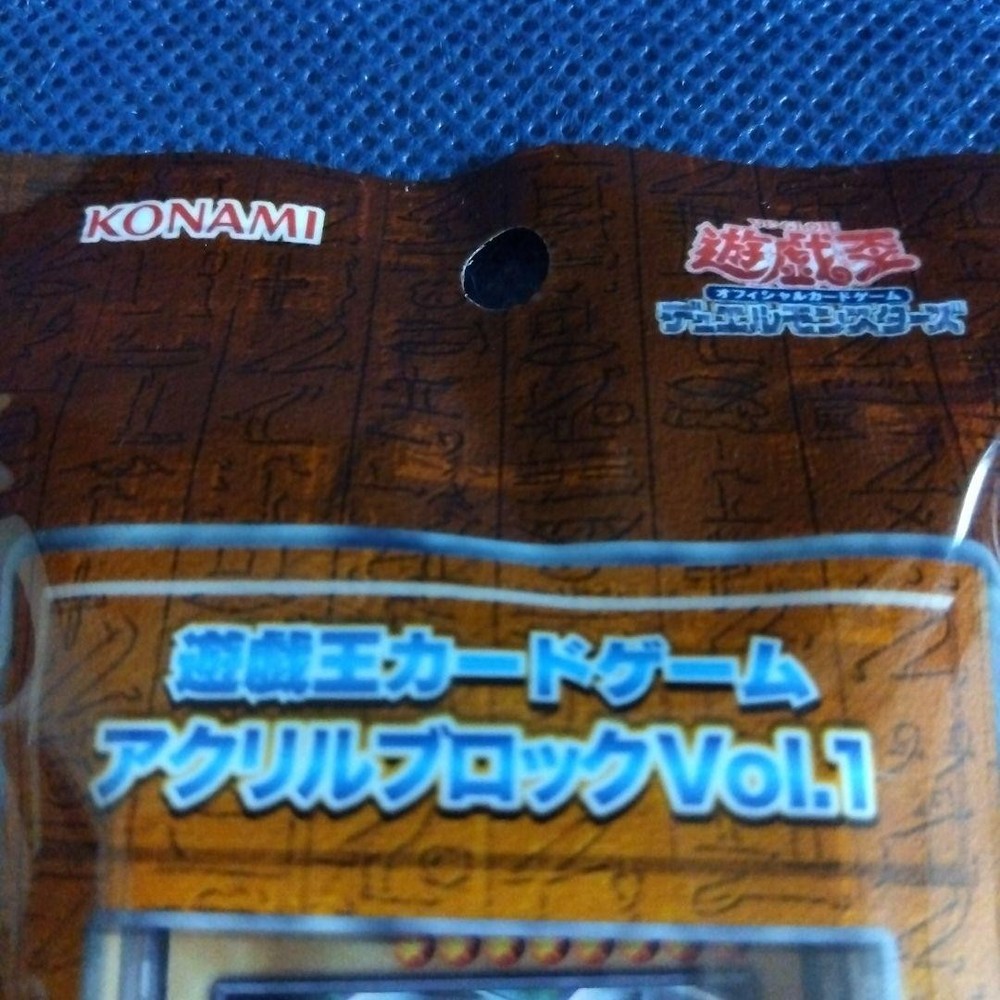 KONAMI
遊戯王
オフィシャルカードゲーム
デュエルモンスターズ
遊戯王カードゲーム
アクリルブロックVol.1